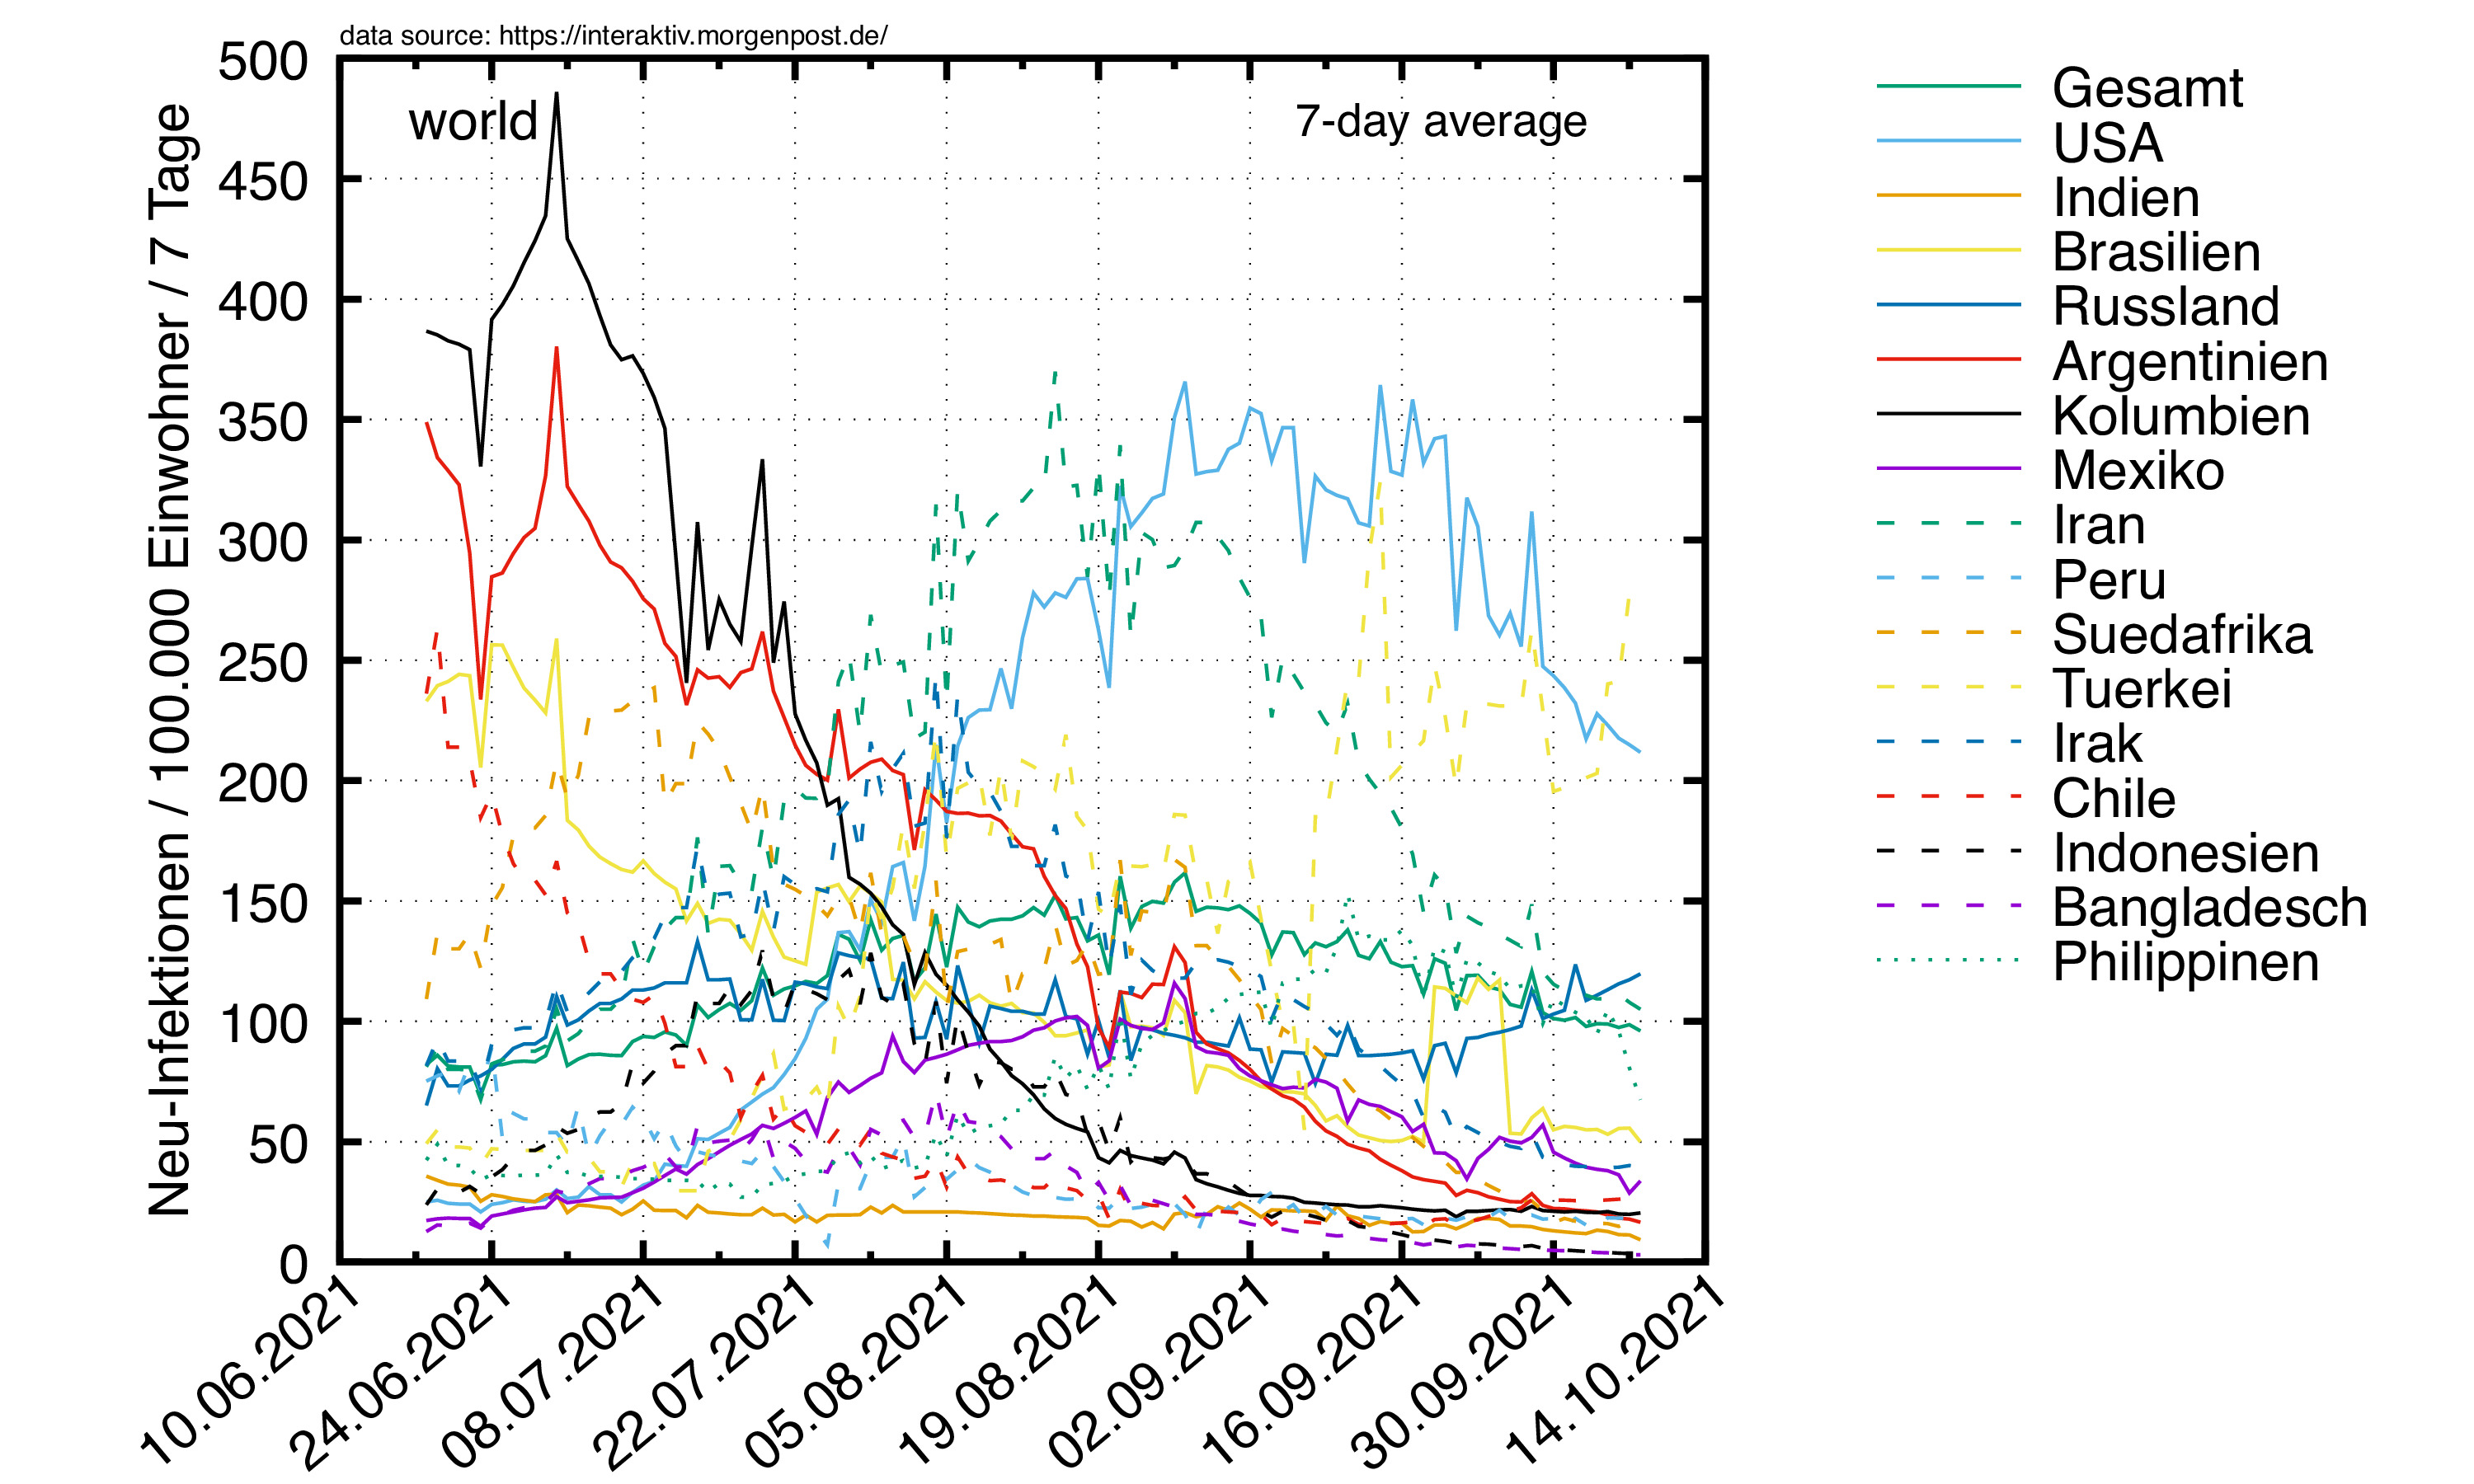 data source: https://interaktiv.morgenpost.de/
world
7-day average
Neu-Infektionen / 100.000 Einwohner / 7 Tage
500
450
400
350
300
250
200
150
100
50
0
10.06.2021
24.06.2021
08.07.2021
22.07.2021
05.08.2021
19.08.2021
02.09.2021
16.09.2021
30.09.2021
14.10.2021
Gesamt
USA
Indien
Brasilien
Russland
Argentinien
Kolumbien
Mexiko
Iran
Peru
Suedafrika
Tuerkei
Irak
Chile
Indonesien
Bangladesch
Philippinen